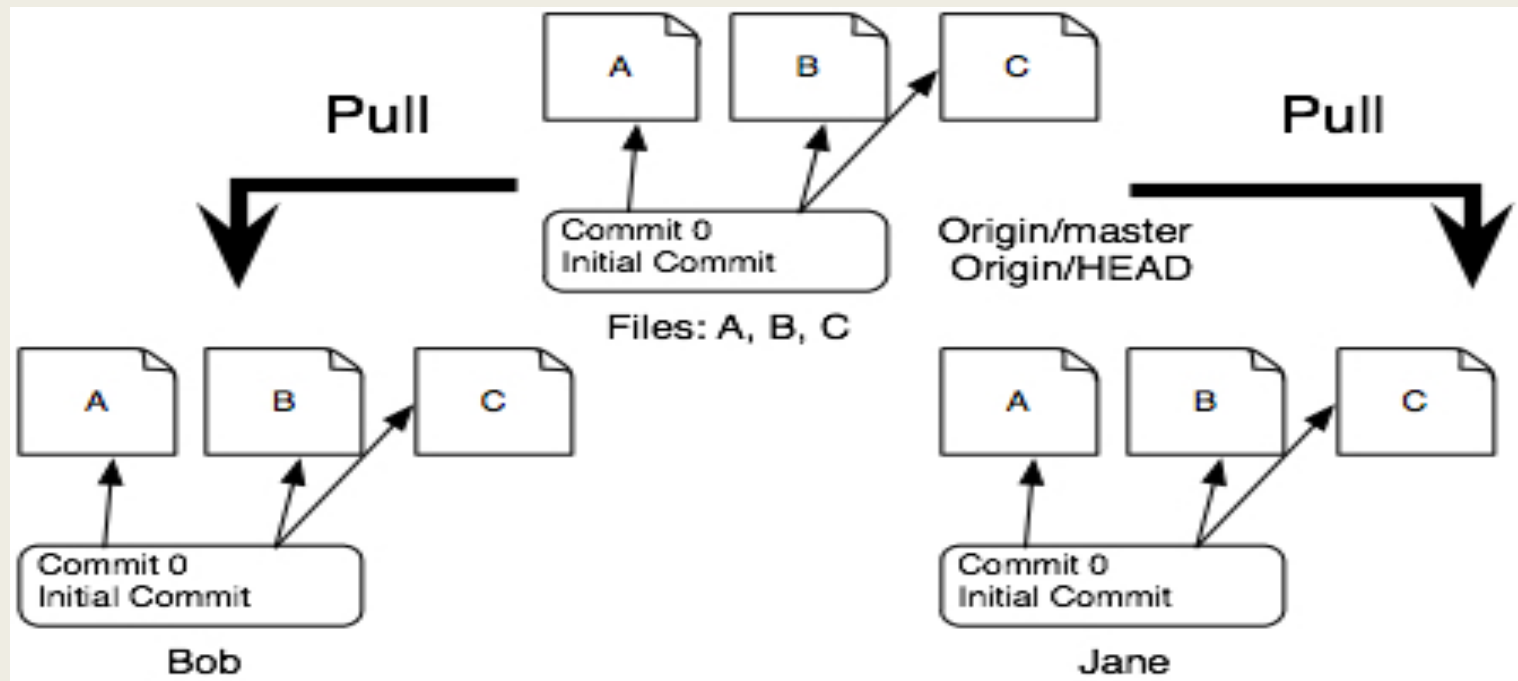 A
B
C
Pull
Pull
Commit 0
Initial Commit
Origin/master
Origin/HEAD
Files: A, B, C
A
B
C
A
B
C
Commit 0
Initial Commit
Commit 0
Initial Commit
Bob
Jane